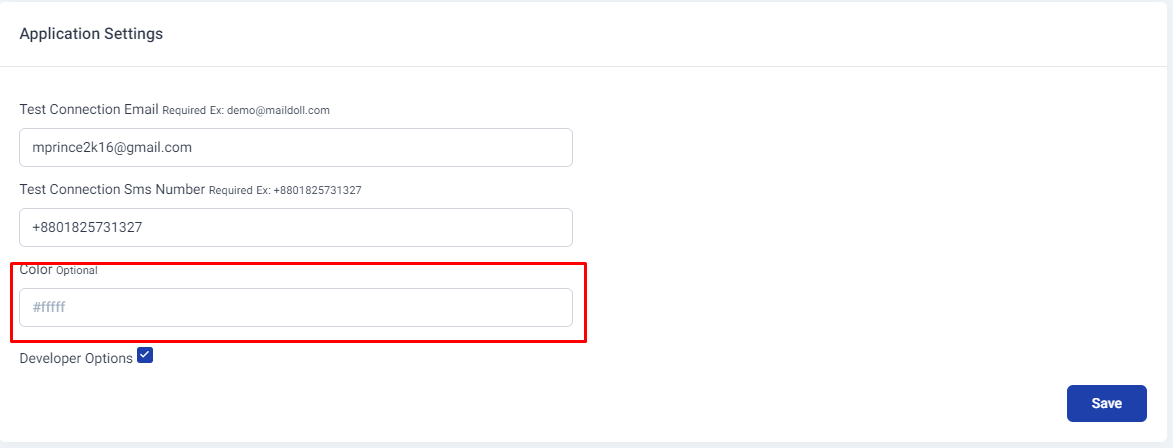 Application Settings
Test Connection Email Required Ex: demo@maildoll.com
mprince2k16@gmail.com
Test Connection Sms Number Required Ex: +8801825731327
+8801825731327
Color Optional
#fffff
Developer Options
Save